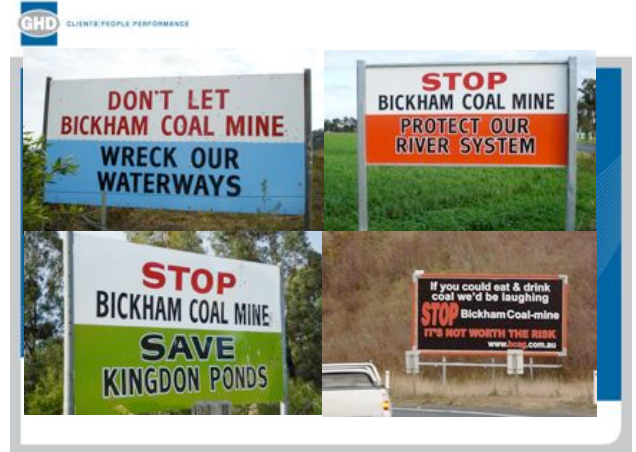 GHD
CLIENTS PEOPLE PERFORMANCE
DON'T LET
BICKHAM COAL MINE
WRECK OUR
WATERWAYS
STOP
BICKHAM COAL MINE
PROTECT OUR
RIVER SYSTEM
STOP
BICKHAM COAL MINE
SAVE
KINGDON PONDS
If you could eat & drink
coal we'd be laughing
STOP Bickham Coal-mine
IT'S NOT WORTH THE RISK
www.bcag.com.au